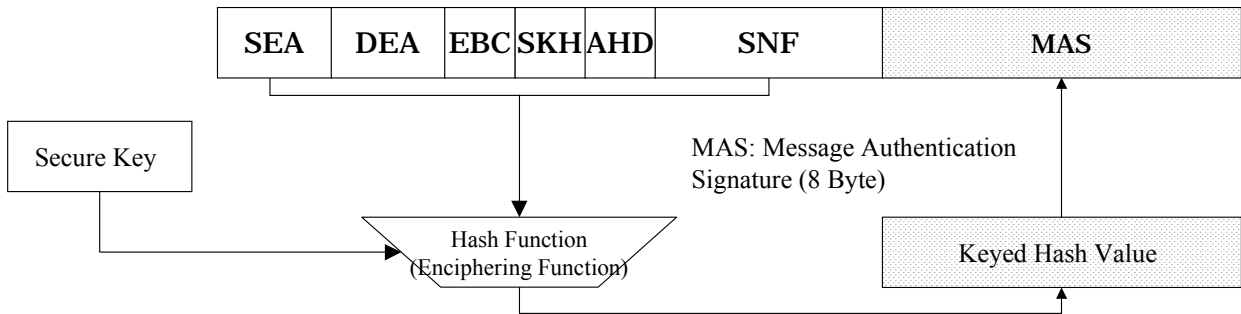 SEA DEA EBC SKH AHD SNF MAS
Secure Key
MAS: Message Authentication
Signature (8 Byte)
Hash Function
(Enciphering Function)
Keyed Hash Value